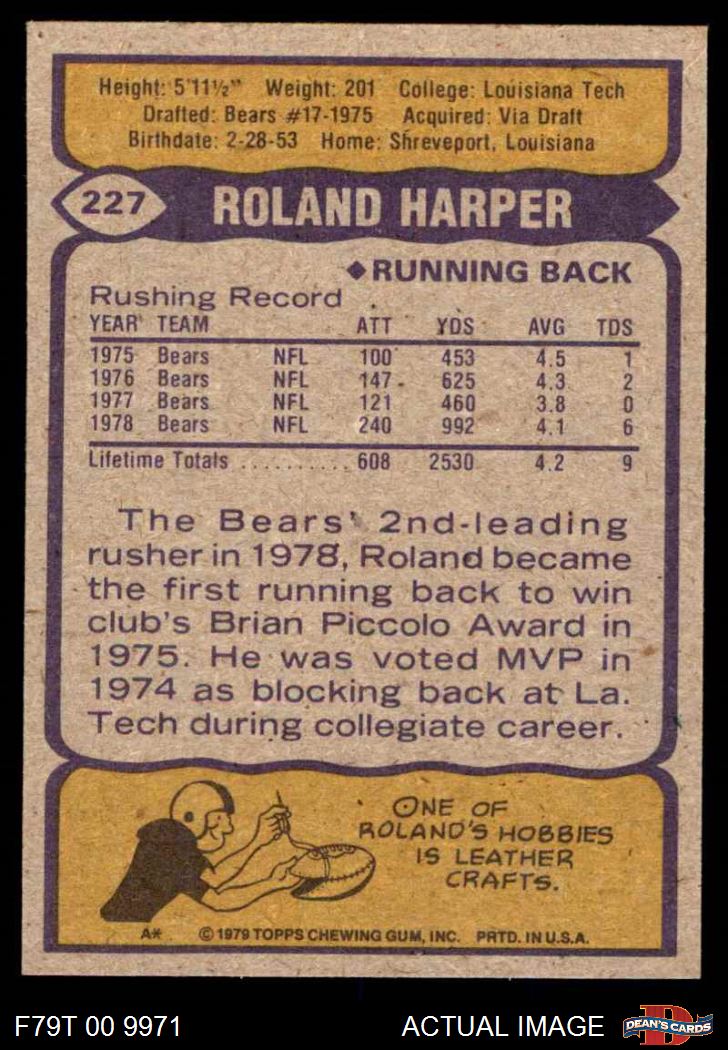 Height: 5'11½" Weight: 201 College: Louisiana Tech
Drafted: Bears #17-1975 Acquired: Via Draft
Birthdate: 2-28-53 Home: Shreveport, Louisiana
227 ROLAND HARPER
◆RUNNING BACK
Rushing Record
YEAR TEAM ATT YDS AVG TDS
1975 Bears NFL 100 453 4.5 1
1976 Bears NFL 147 625 4.3 2
1977 Bears NFL 121 460 3.8 0
1978 Bears NFL 240 992 4.1 6
Lifetime Totals .......... 608 2530 4.2 9
The Bears' 2nd-leading
rusher in 1978, Roland became
the first running back to win
club's Brian Piccolo Award in
1975. He was voted MVP in
1974 as blocking back at La.
Tech during collegiate career.
ONE OF
ROLAND'S HOBBIES
IS LEATHER
CRAFTS.
A* © 1979 TOPPS CHEWING GUM, INC. PRTD. IN U.S.A.
F79T 00 9971 ACTUAL IMAGE D DEAN'S CARDS